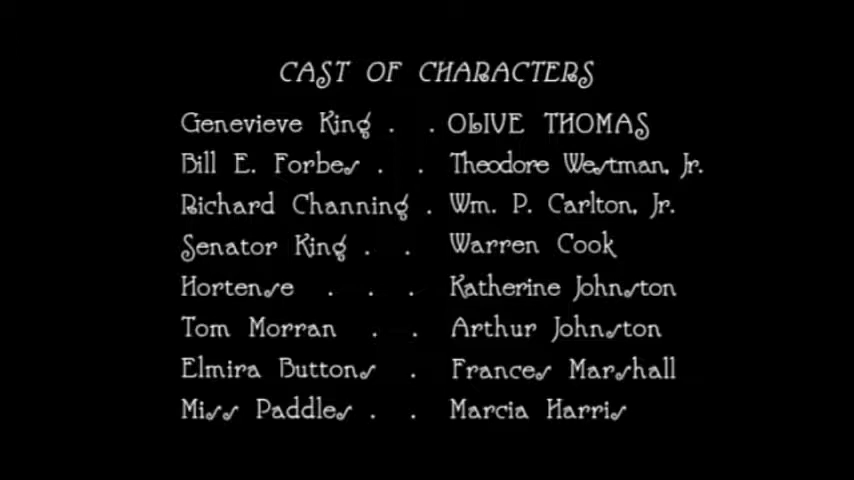 CAST OF CHARACTERS
Genevieve King . . OLIVE THOMAS
Bill E. Forbes . . Theodore Westman, Jr.
Richard Channing . Wm. P. Carlton, Jr.
Senator King . . Warren Cook
Hortense . . . Katherine Johnston
Tom Morran . . Arthur Johnston
Elmira Buttons . Frances Marshall
Miss Paddles . . Marcia Harris